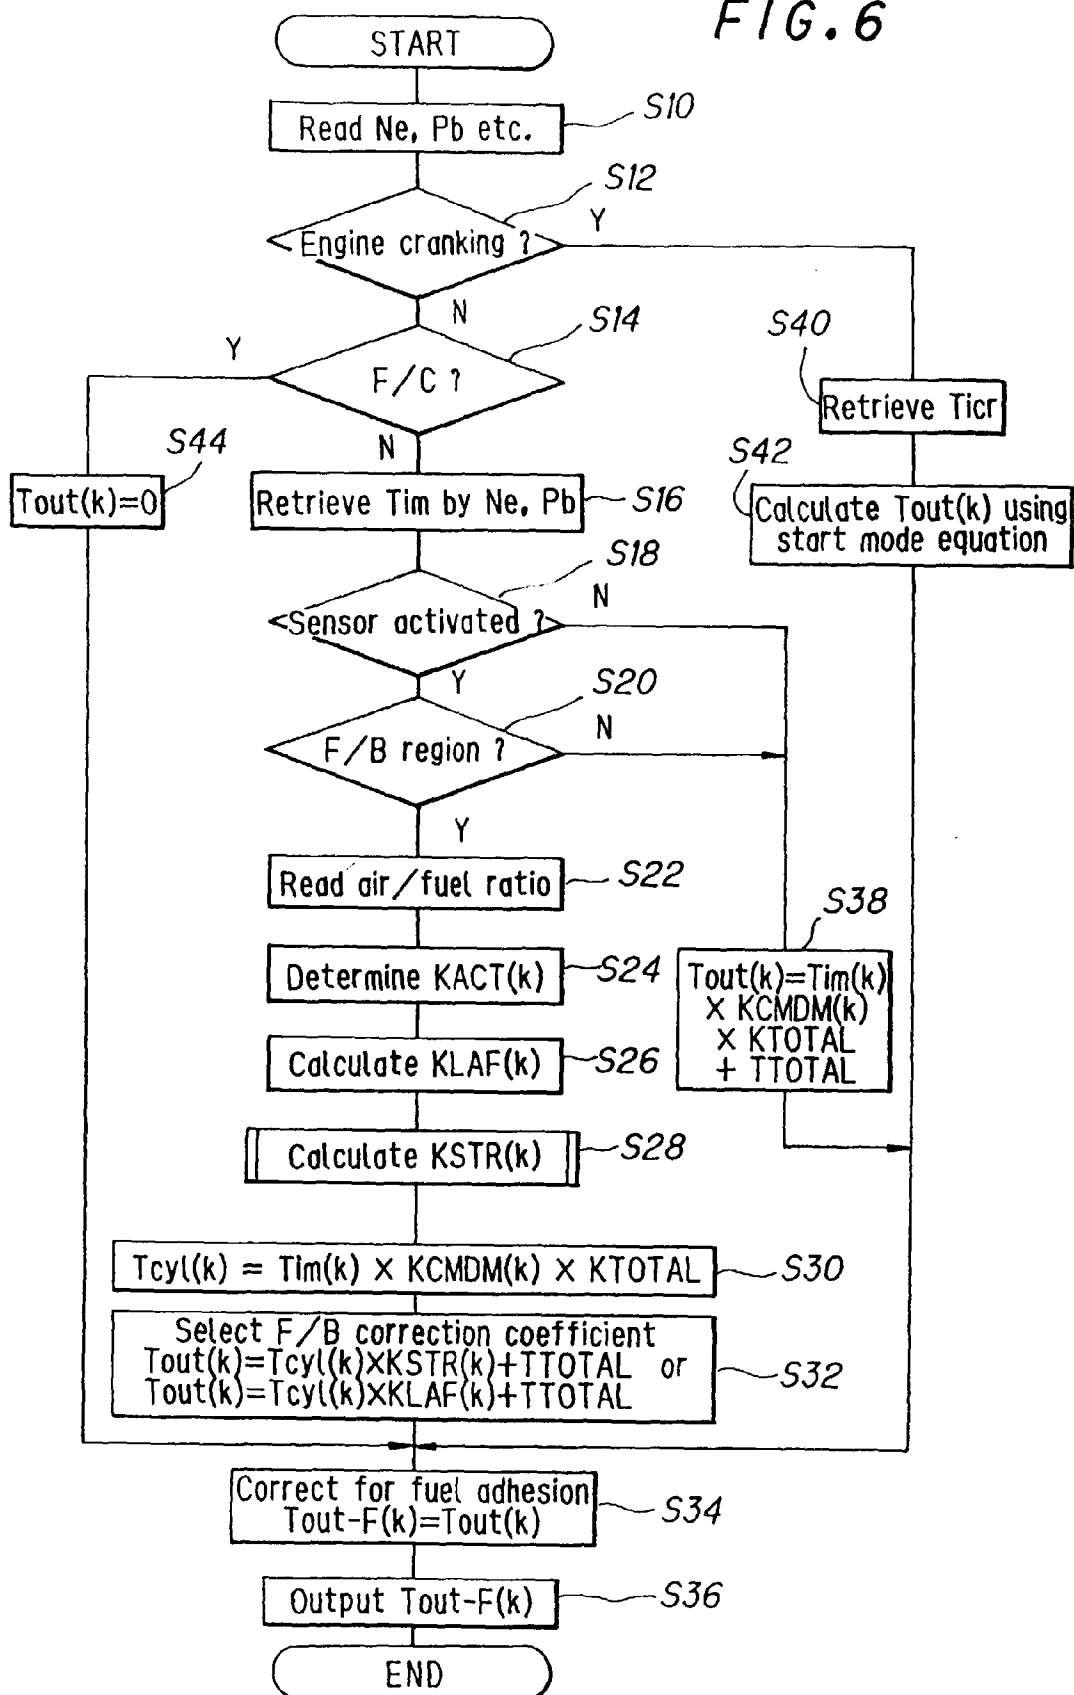 FIG. 6
START
Read Ne, Pb etc.
S10
S12
Engine cranking ?
Y
N
S14
Y
F/C ?
N
S40
Retrieve Ticr
S44
Tout(k)=0
Retrieve Tim by Ne, Pb
S16
S42
Calculate Tout(k) using
start mode equation
S18
Sensor activated ?
N
Y
S20
F/B region ?
N
Y
Read air/fuel ratio
S22
Determine KACT(k)
S24
S38
Tout(k)=Tim(k)
× KCMDM(k)
× KTOTAL
+ TTOTAL
Calculate KLAF(k)
S26
Calculate KSTR(k)
S28
Tcyl(k) = Tim(k) × KCMDM(k) × KTOTAL
S30
Select F/B correction coefficient
Tout(k)=Tcyl(k)×KSTR(k)+TTOTAL or
Tout(k)=Tcyl(k)×KLAF(k)+TTOTAL
S32
Correct for fuel adhesion
Tout-F(k)=Tout(k)
S34
Output Tout-F(k)
S36
END